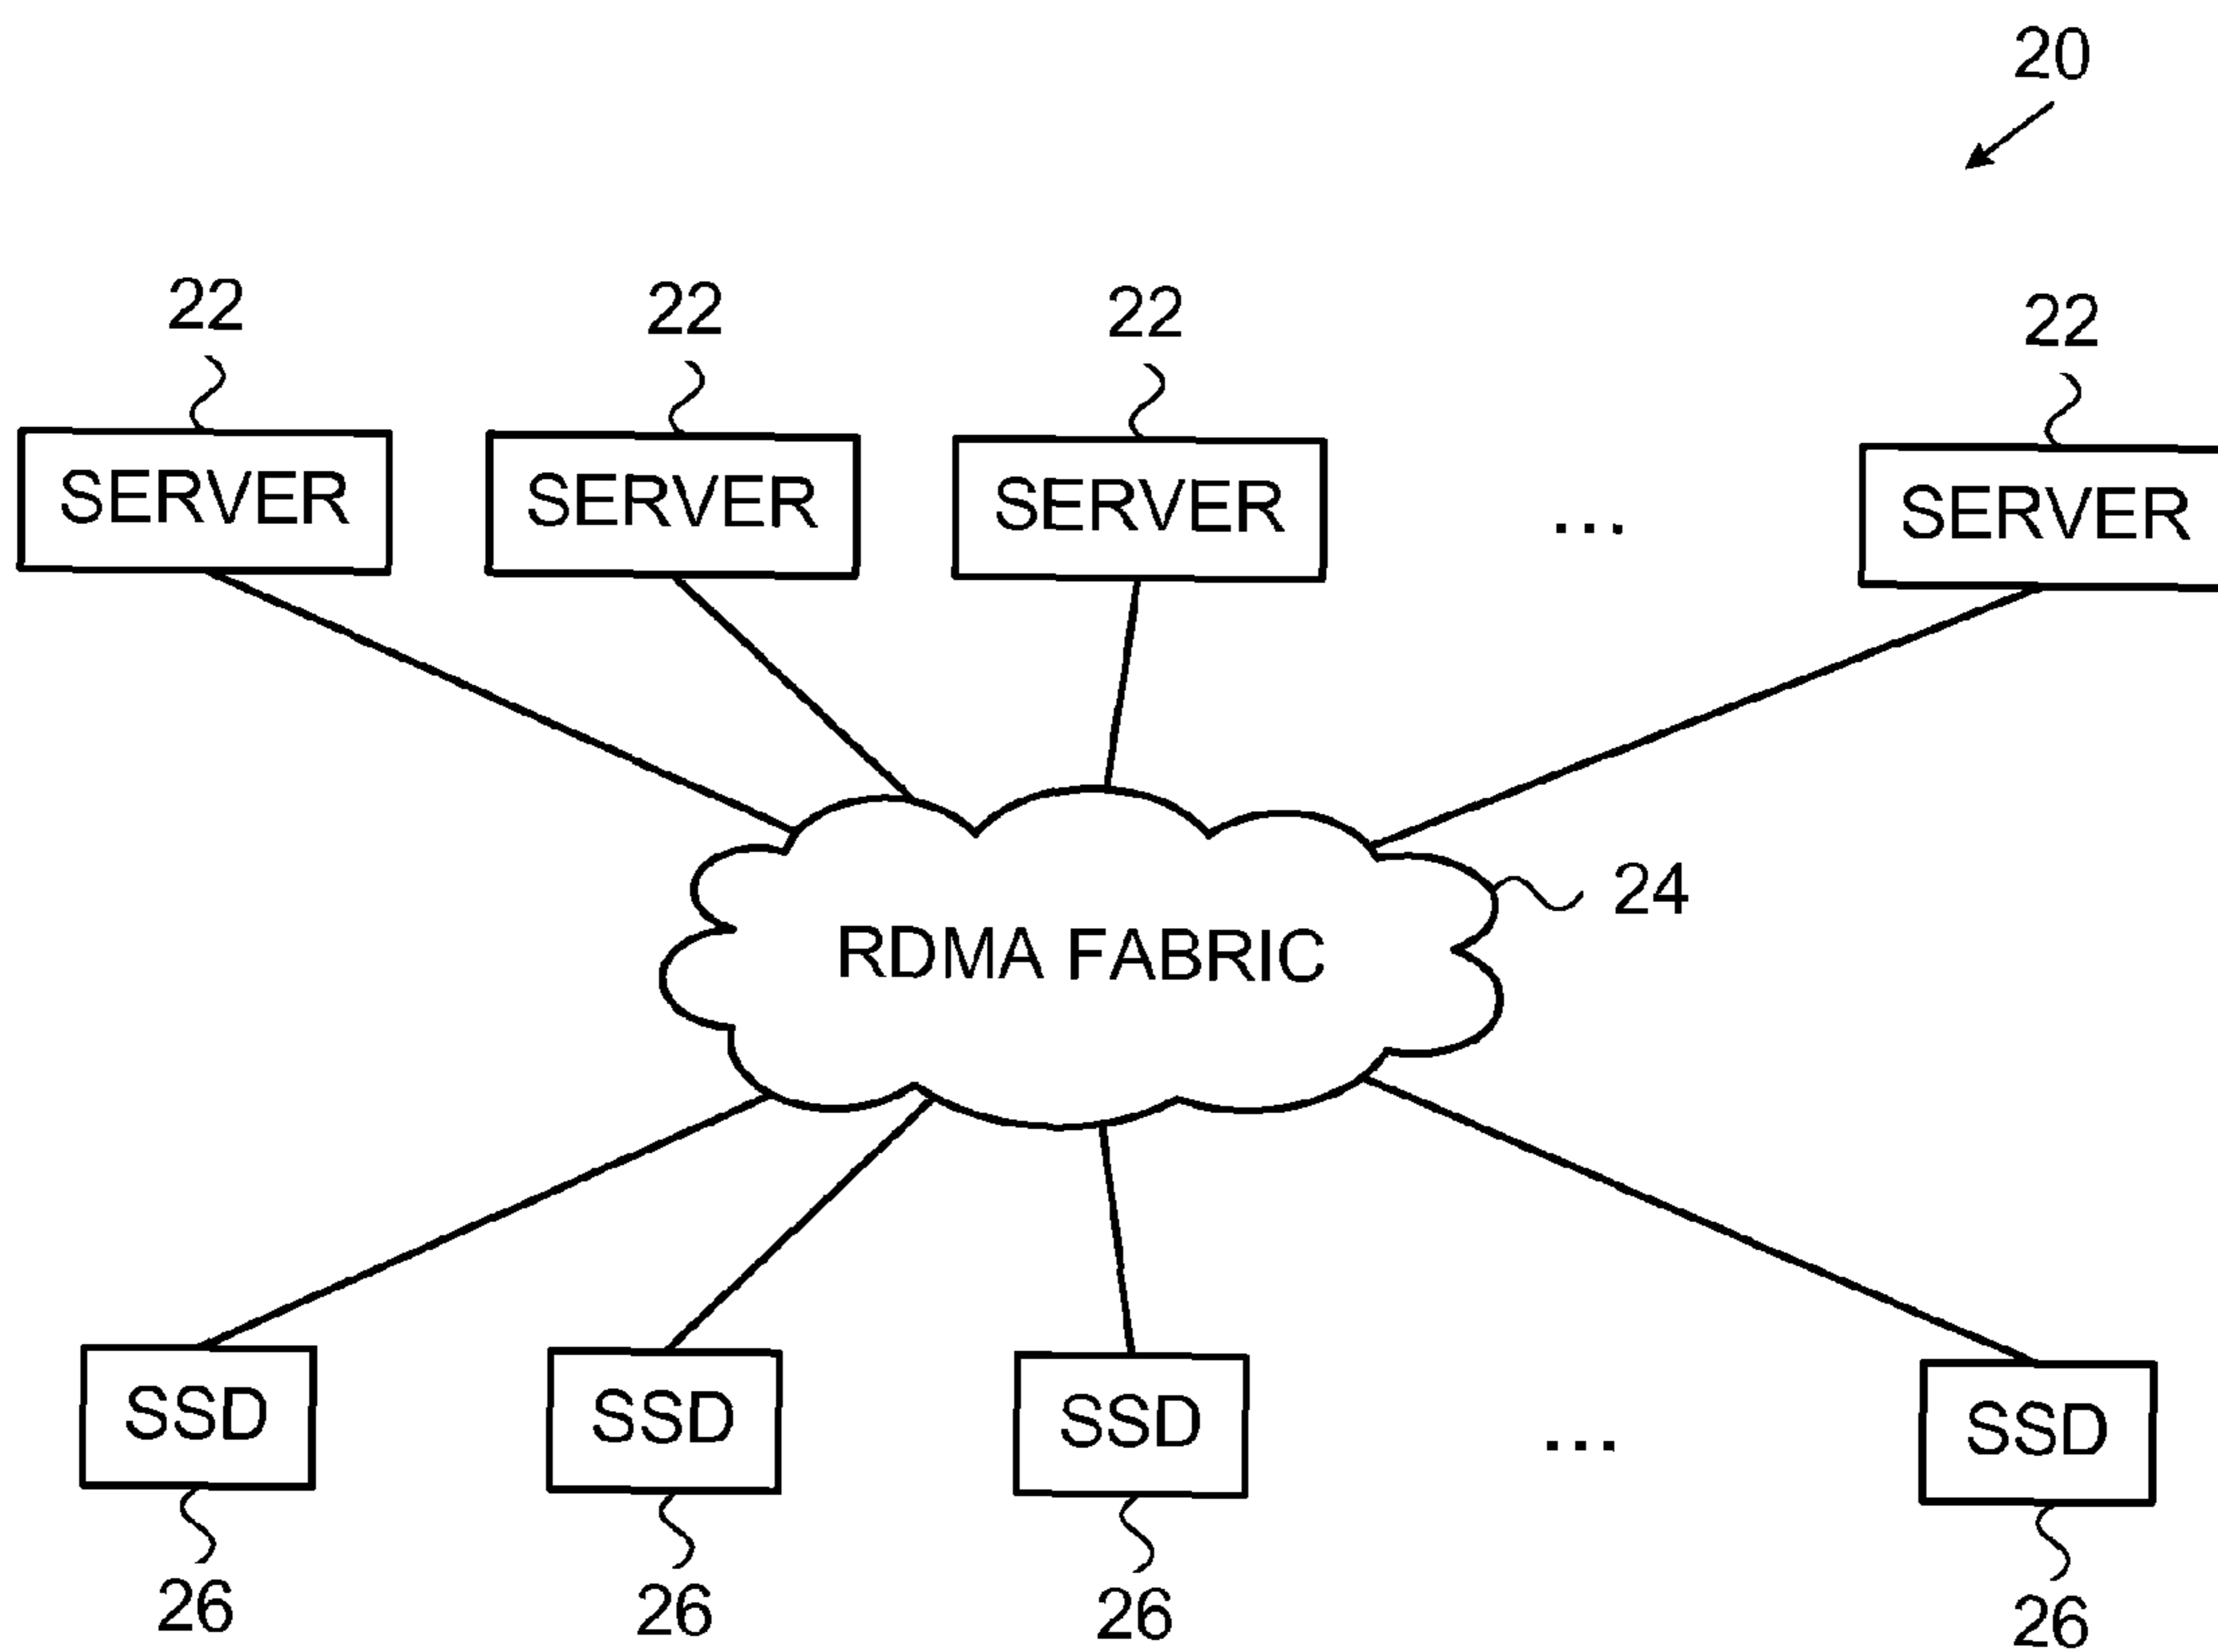 20
22 22 22 22
SERVER SERVER SERVER ... SERVER
24
RDMA FABRIC
SSD SSD SSD ... SSD
26 26 26 26